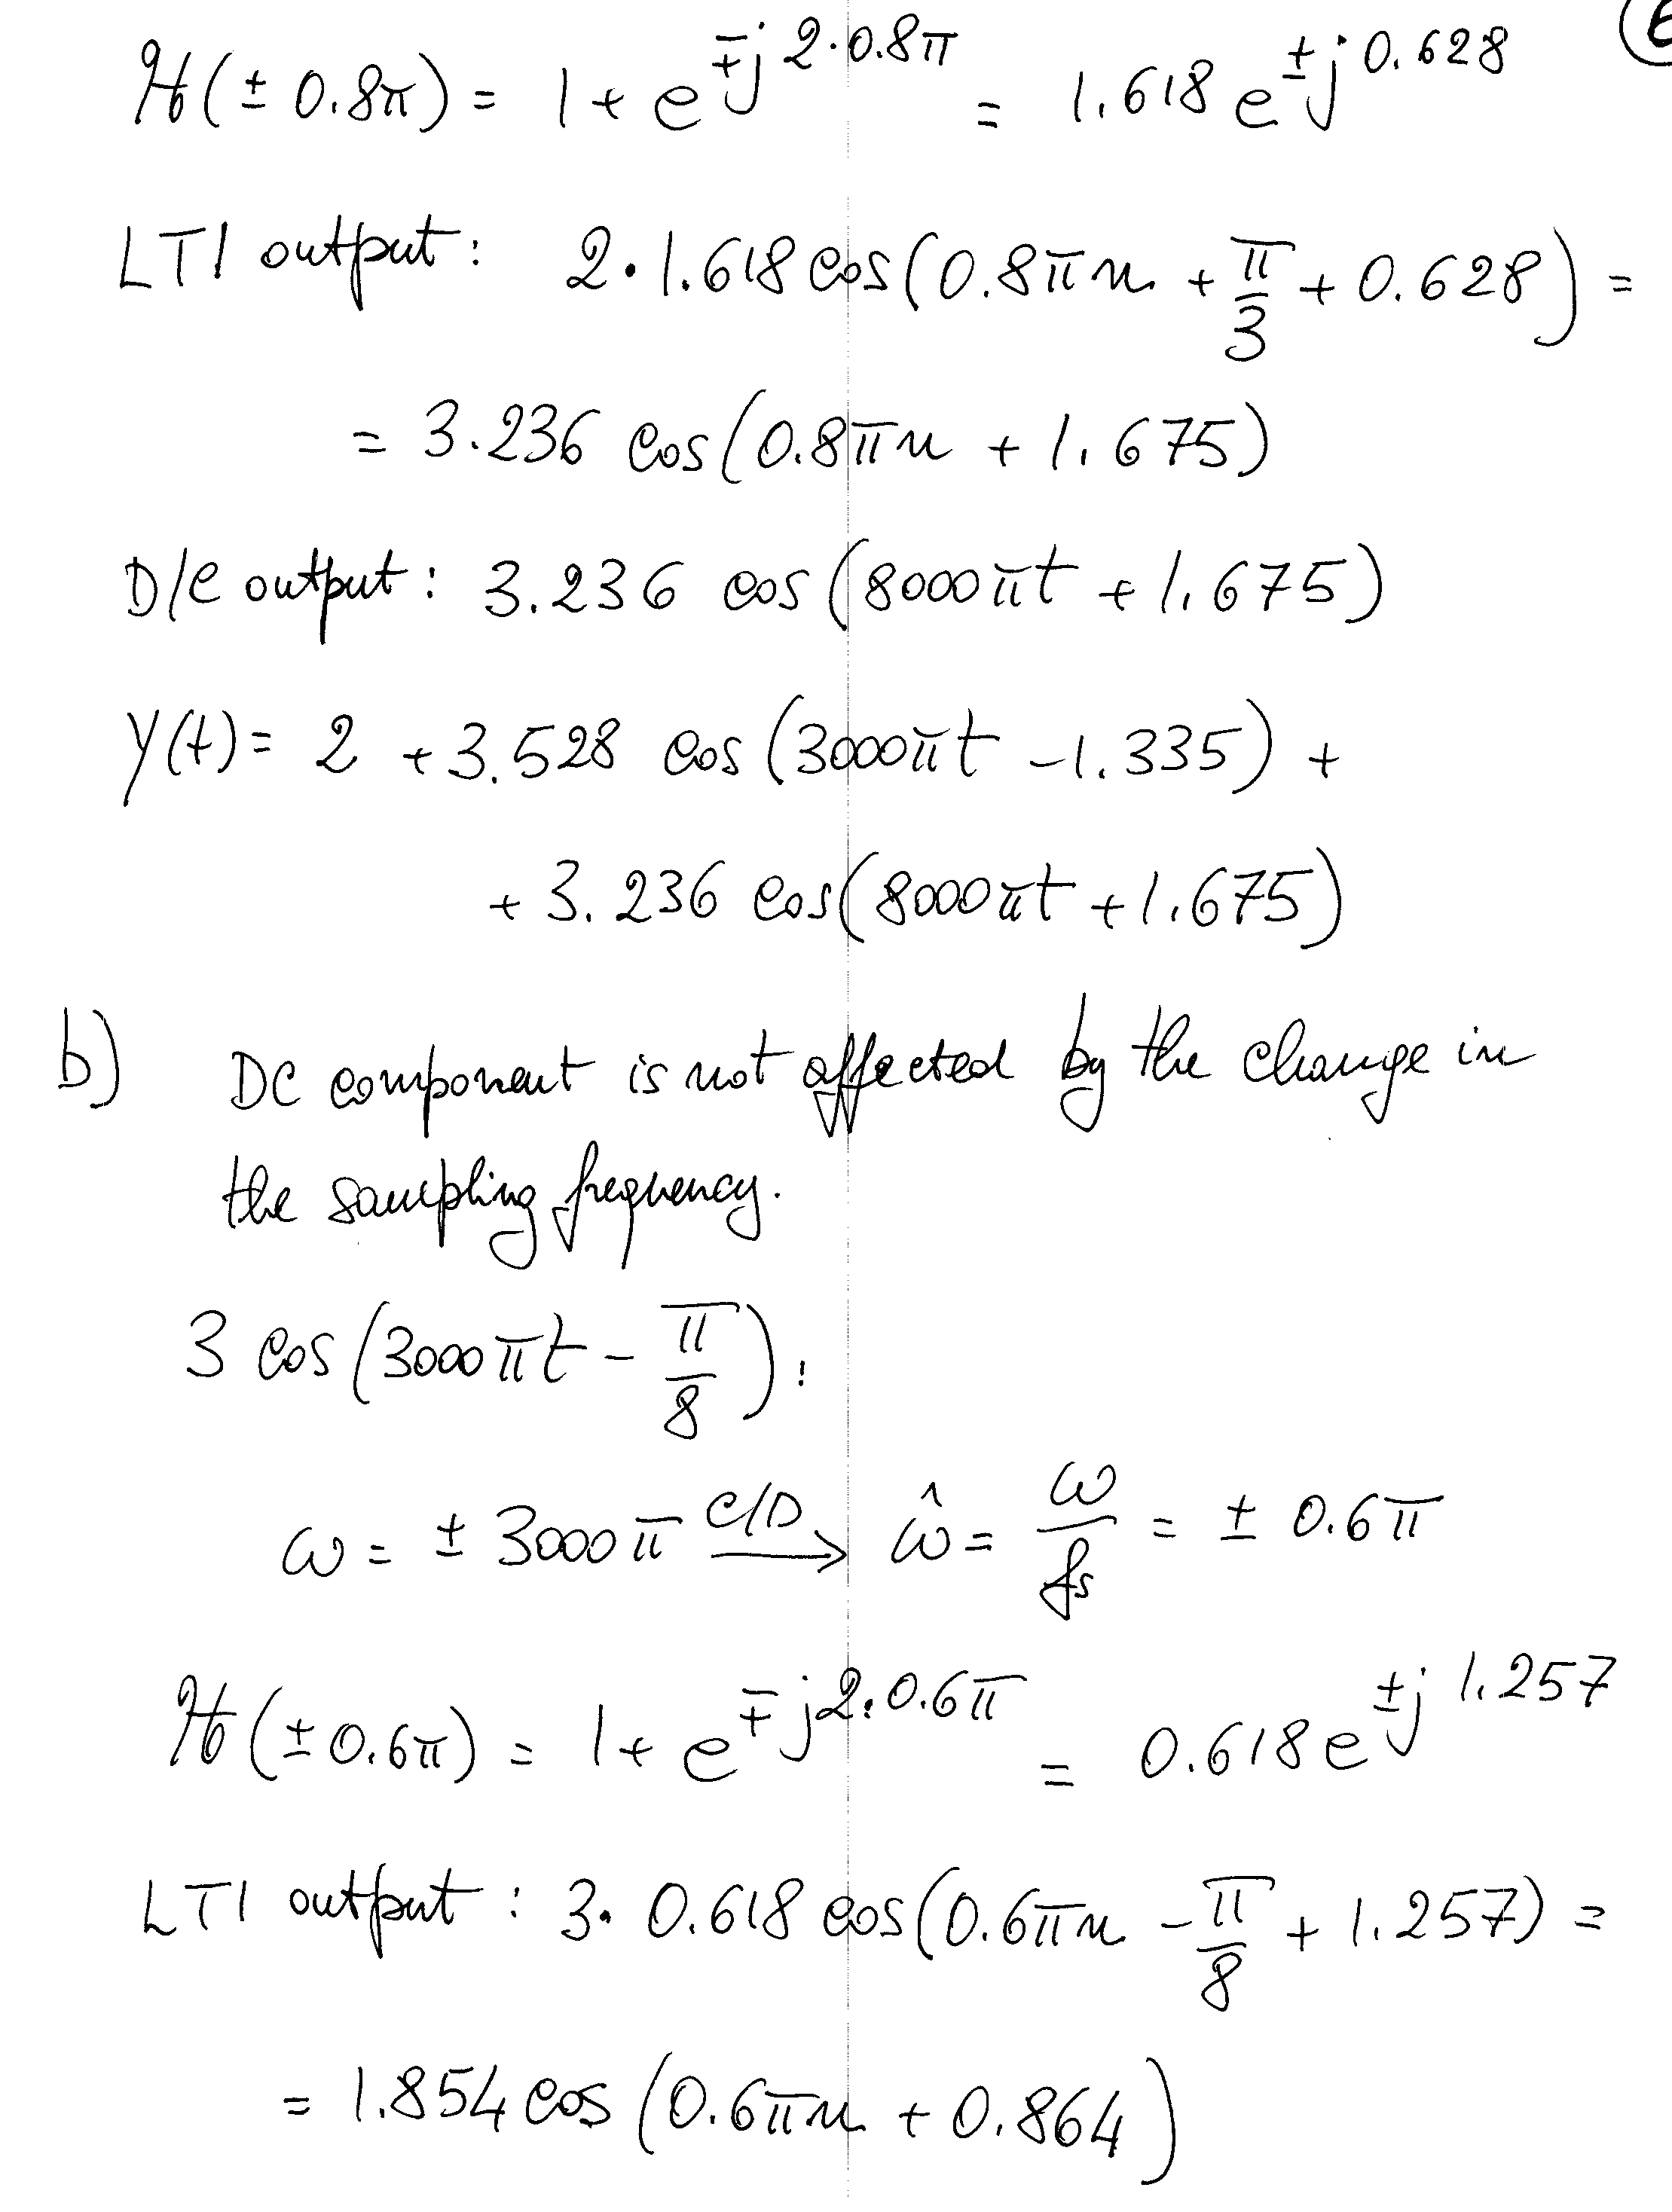 ℋ(± 0.8π) = 1 + e^{∓j 2·0.8π} = 1.618 e^{±j 0.628}
LTI output: 2·1.618 cos(0.8πn + π/3 + 0.628) =
= 3.236 cos(0.8πn + 1.675)
D/C output: 3.236 cos(8000πt + 1.675)
y(t) = 2 + 3.528 cos(3000πt - 1.335) +
+ 3.236 cos(8000πt + 1.675)
b) DC component is not affected by the change in
the sampling frequency.
3 cos(3000πt - π/8):
ω = ± 3000π C/D → ω̂ = ω/fs = ± 0.6π
ℋ(±0.6π) = 1 + e^{∓j2·0.6π} = 0.618 e^{±j 1.257}
LTI output: 3· 0.618 cos(0.6πn - π/8 + 1.257) =
= 1.854 cos(0.6πn + 0.864)